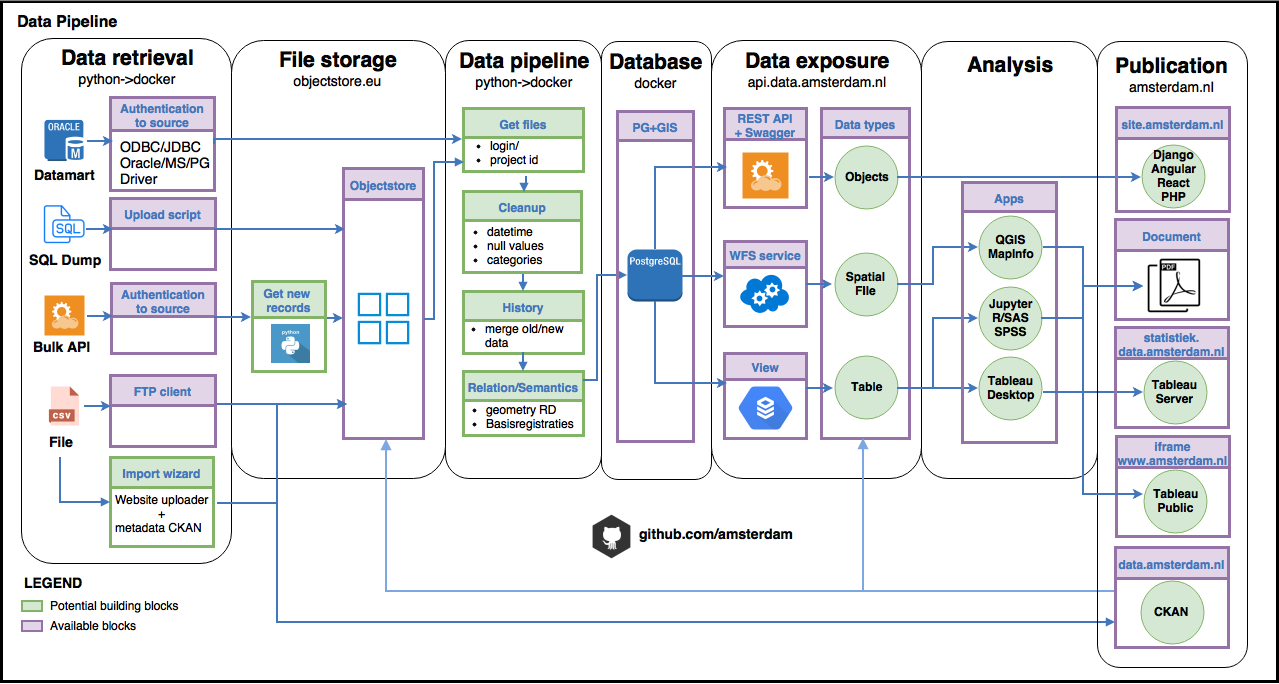 Data Pipeline
Data retrieval
python->docker
ORACLE
M
Datamart
Authentication
to source
ODBC/JDBC
Oracle/MS/PG
Driver
SQL
SQL Dump
Upload script
Bulk API
Authentication
to source
CSV
File
FTP client
Import wizard
Website uploader
+
metadata CKAN
File storage
objectstore.eu
Get new
records
python
Objectstore
Data pipeline
python->docker
Get files
• login/
• project id
Cleanup
• datetime
• null values
• categories
History
• merge old/new
data
Relation/Semantics
• geometry RD
• Basisregistraties
Database
docker
PG+GIS
PostgreSQL
Data exposure
api.data.amsterdam.nl
REST API
+ Swagger
WFS service
View
Data types
Objects
Spatial
File
Table
Analysis
Apps
QGIS
MapInfo
Jupyter
R/SAS
SPSS
Tableau
Desktop
Publication
amsterdam.nl
site.amsterdam.nl
Django
Angular
React
PHP
Document
PDF
statistiek.
data.amsterdam.nl
Tableau
Server
iframe
www.amsterdam.nl
Tableau
Public
data.amsterdam.nl
CKAN
github.com/amsterdam
LEGEND
Potential building blocks
Available blocks